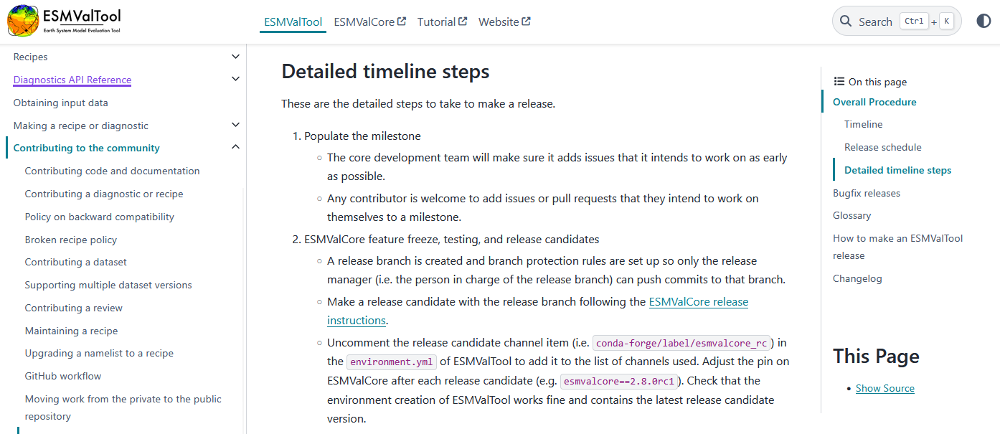 ESMValTool
Earth System Model Evaluation Tool
ESMValTool ESMValCore Tutorial Website
Search Ctrl + K
Recipes
Diagnostics API Reference
Obtaining input data
Making a recipe or diagnostic
Contributing to the community
Contributing code and documentation
Contributing a diagnostic or recipe
Policy on backward compatibility
Broken recipe policy
Contributing a dataset
Supporting multiple dataset versions
Contributing a review
Maintaining a recipe
Upgrading a namelist to a recipe
GitHub workflow
Moving work from the private to the public
repository
Detailed timeline steps
These are the detailed steps to take to make a release.
1. Populate the milestone
○ The core development team will make sure it adds issues that it intends to work on as early
as possible.
○ Any contributor is welcome to add issues or pull requests that they intend to work on
themselves to a milestone.
2. ESMValCore feature freeze, testing, and release candidates
○ A release branch is created and branch protection rules are set up so only the release
manager (i.e. the person in charge of the release branch) can push commits to that branch.
○ Make a release candidate with the release branch following the ESMValCore release
instructions.
○ Uncomment the release candidate channel item (i.e. conda-forge/label/esmvalcore_rc) in
the environment.yml of ESMValTool to add it to the list of channels used. Adjust the pin on
ESMValCore after each release candidate (e.g. esmvalcore==2.8.0rc1). Check that the
environment creation of ESMValTool works fine and contains the latest release candidate
version.
On this page
Overall Procedure
Timeline
Release schedule
Detailed timeline steps
Bugfix releases
Glossary
How to make an ESMValTool
release
Changelog
This Page
• Show Source